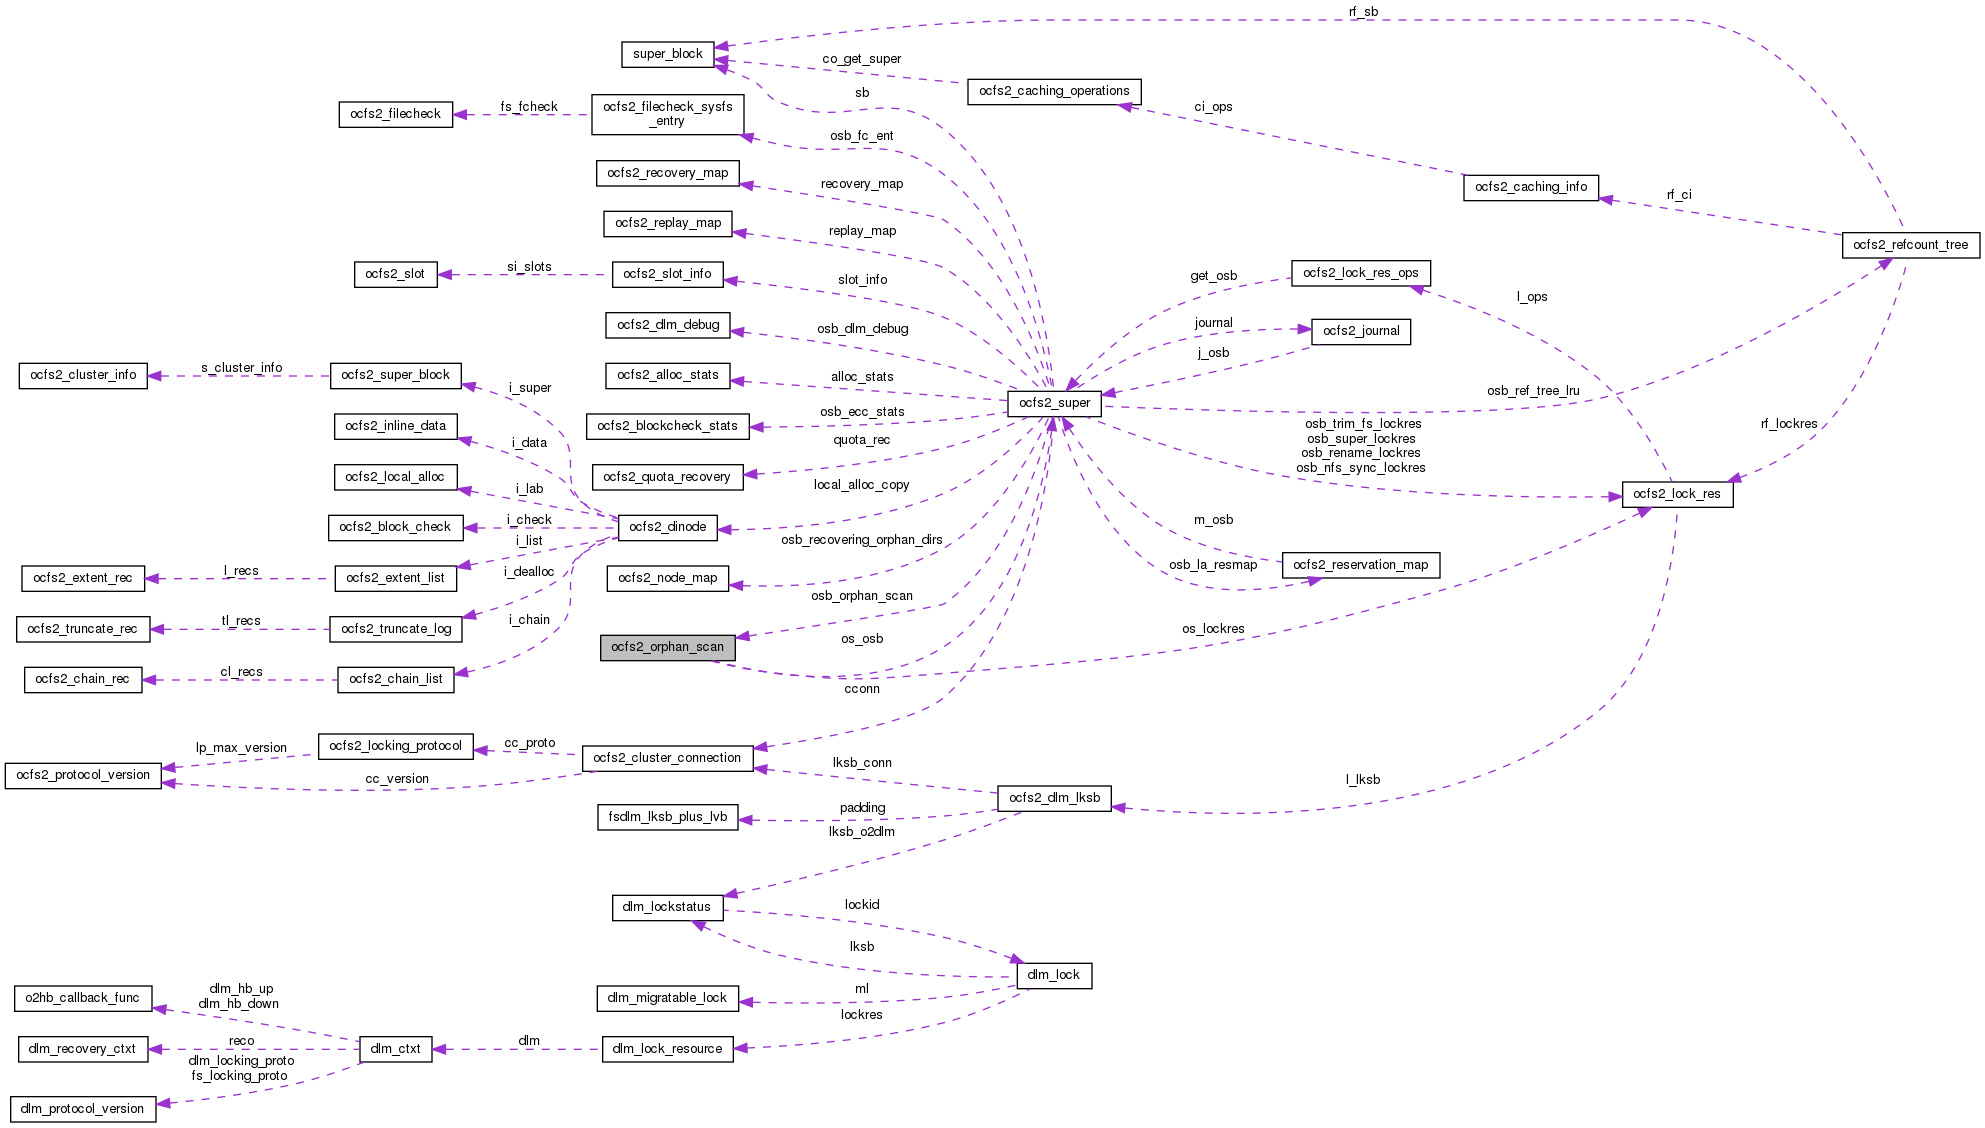 rf_sb
super_block
co_get_super
ocfs2_caching_operations
sb
fs_fcheck
ocfs2_filecheck
ocfs2_filecheck_sysfs
_entry
ci_ops
osb_fc_ent
ocfs2_recovery_map
recovery_map
ocfs2_caching_info
rf_ci
ocfs2_replay_map
replay_map
ocfs2_refcount_tree
ocfs2_slot
si_slots
ocfs2_slot_info
slot_info
get_osb
ocfs2_lock_res_ops
l_ops
ocfs2_dlm_debug
osb_dlm_debug
journal
ocfs2_journal
j_osb
ocfs2_cluster_info
s_cluster_info
ocfs2_super_block
i_super
ocfs2_alloc_stats
alloc_stats
ocfs2_super
osb_ref_tree_lru
ocfs2_inline_data
i_data
ocfs2_blockcheck_stats
osb_ecc_stats
quota_rec
osb_trim_fs_lockres
osb_super_lockres
osb_rename_lockres
osb_nfs_sync_lockres
rf_lockres
ocfs2_local_alloc
i_lab
ocfs2_quota_recovery
local_alloc_copy
ocfs2_lock_res
ocfs2_block_check
i_check
ocfs2_dinode
m_osb
i_list
osb_recovering_orphan_dirs
ocfs2_extent_rec
l_recs
ocfs2_extent_list
i_dealloc
ocfs2_node_map
osb_la_resmap
ocfs2_reservation_map
osb_orphan_scan
ocfs2_truncate_rec
tl_recs
ocfs2_truncate_log
i_chain
ocfs2_orphan_scan
os_osb
os_lockres
ocfs2_chain_rec
cl_recs
ocfs2_chain_list
cconn
ocfs2_protocol_version
lp_max_version
ocfs2_locking_protocol
cc_proto
ocfs2_cluster_connection
cc_version
lksb_conn
l_lksb
ocfs2_dlm_lksb
fsdlm_lksb_plus_lvb
padding
lksb_o2dlm
dlm_lockstatus
lockid
lksb
dlm_lock
o2hb_callback_func
dlm_hb_up
dlm_hb_down
dlm_migratable_lock
ml
lockres
dlm_recovery_ctxt
reco
dlm_ctxt
dlm
dlm_lock_resource
dlm_locking_proto
fs_locking_proto
dlm_protocol_version